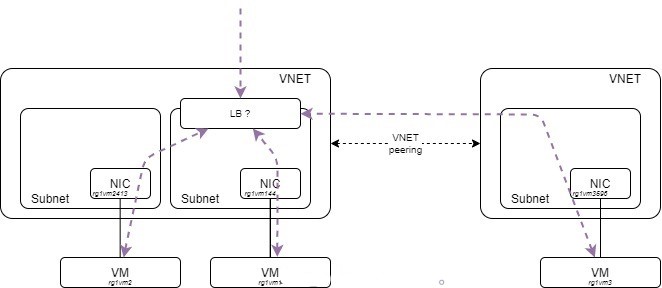 VNET
VNET
LB ?
VNET
peering
NIC
rg1vm2413
Subnet
NIC
rg1vm144
Subnet
NIC
rg1vm3696
Subnet
VM
rg1vm2
VM
rg1vm1
VM
rg1vm3